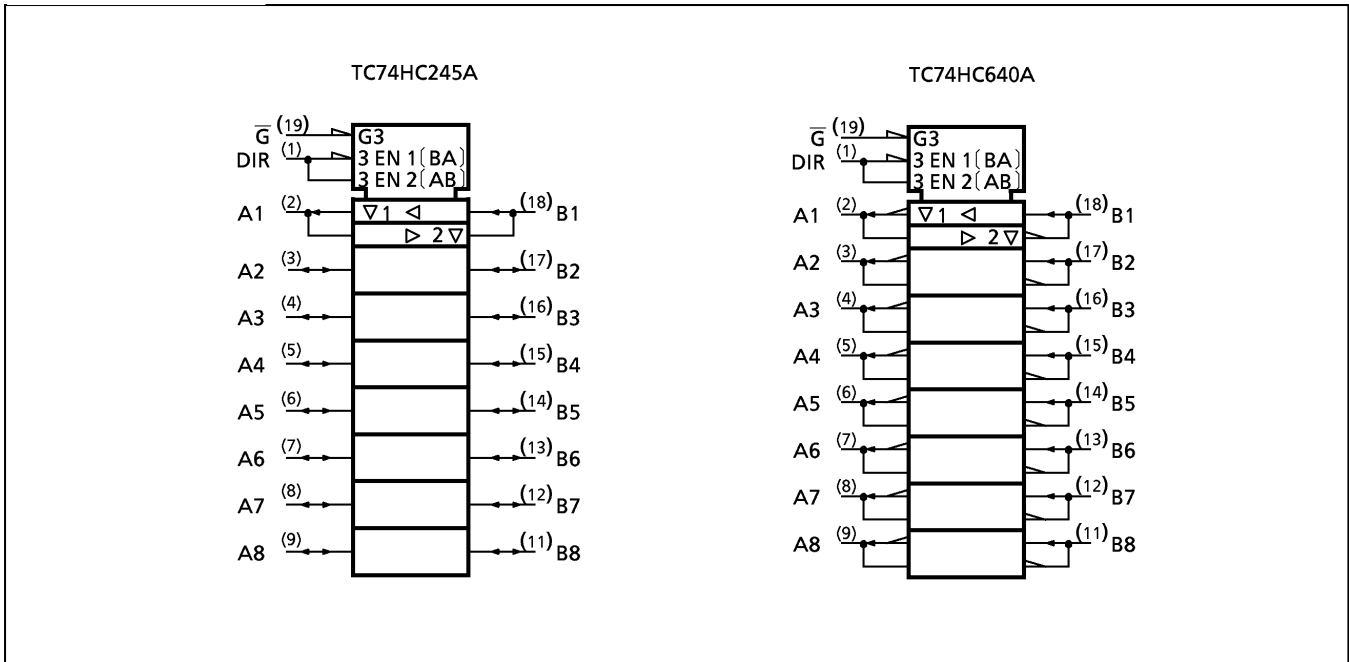 TC74HC245A
G̅ (19) G3
DIR (1) 3 EN 1 [BA]
3 EN 2 [AB]
A1 (2) ▽ 1 ◁ (18) B1
▷ 2 ▽
A2 (3) (17) B2
A3 (4) (16) B3
A4 (5) (15) B4
A5 (6) (14) B5
A6 (7) (13) B6
A7 (8) (12) B7
A8 (9) (11) B8
TC74HC640A
G̅ (19) G3
DIR (1) 3 EN 1 [BA]
3 EN 2 [AB]
A1 (2) ▽ 1 ◁ (18) B1
▷ 2 ▽
A2 (3) (17) B2
A3 (4) (16) B3
A4 (5) (15) B4
A5 (6) (14) B5
A6 (7) (13) B6
A7 (8) (12) B7
A8 (9) (11) B8